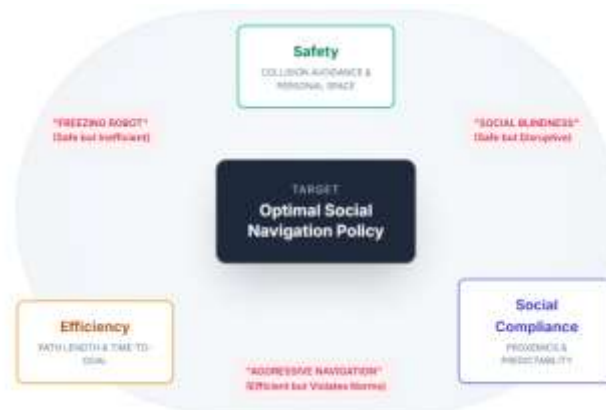 Safety
COLLISION AVOIDANCE &
PERSONAL SPACE
"FREEZING ROBOT"
(Safe but Inefficient)
"SOCIAL BLINDNESS"
(Safe but Disruptive)
TARGET
Optimal Social
Navigation Policy
Efficiency
PATH LENGTH & TIME-TO-
GOAL
Social
Compliance
PROXEMICS &
PREDICTABILITY
"AGGRESSIVE NAVIGATION"
(Efficient but Violates Norms)